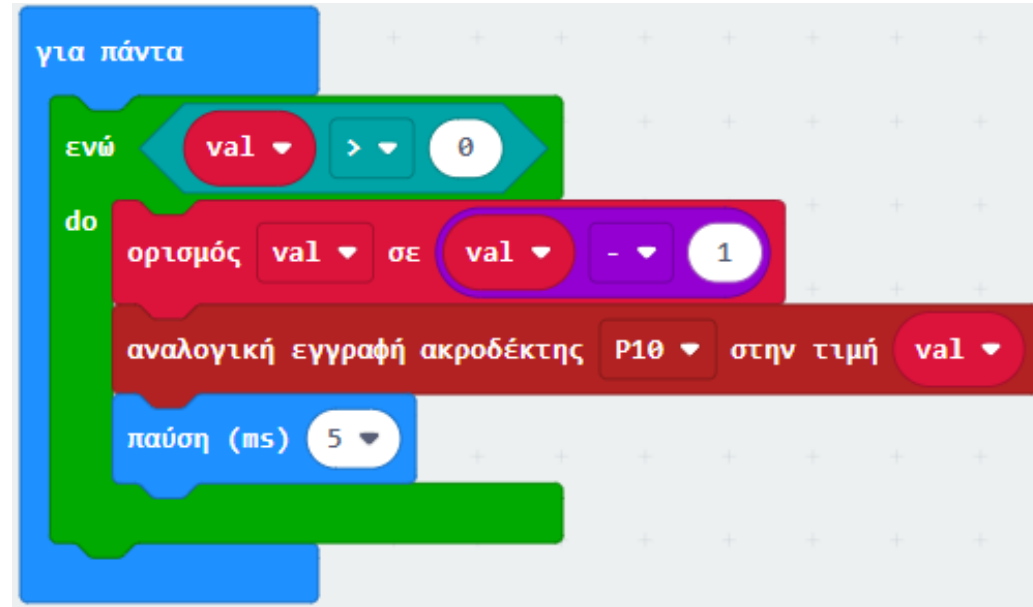 για πάντα
ενώ val > 0
do
ορισμός val σε val - 1
αναλογική εγγραφή ακροδέκτης P10 στην τιμή val
παύση (ms) 5